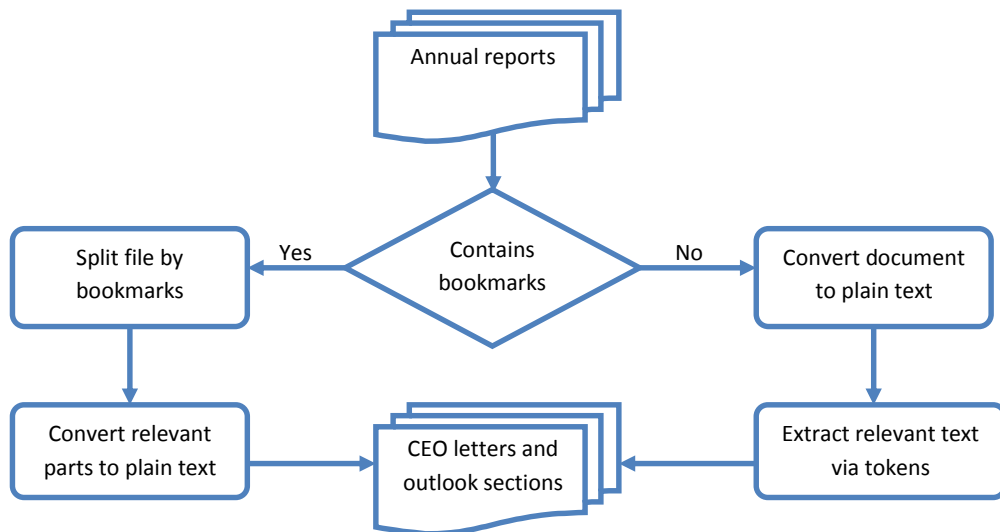 Annual reports
Yes
No
Split file by
bookmarks
Contains
bookmarks
Convert document
to plain text
Convert relevant
parts to plain text
CEO letters and
outlook sections
Extract relevant text
via tokens